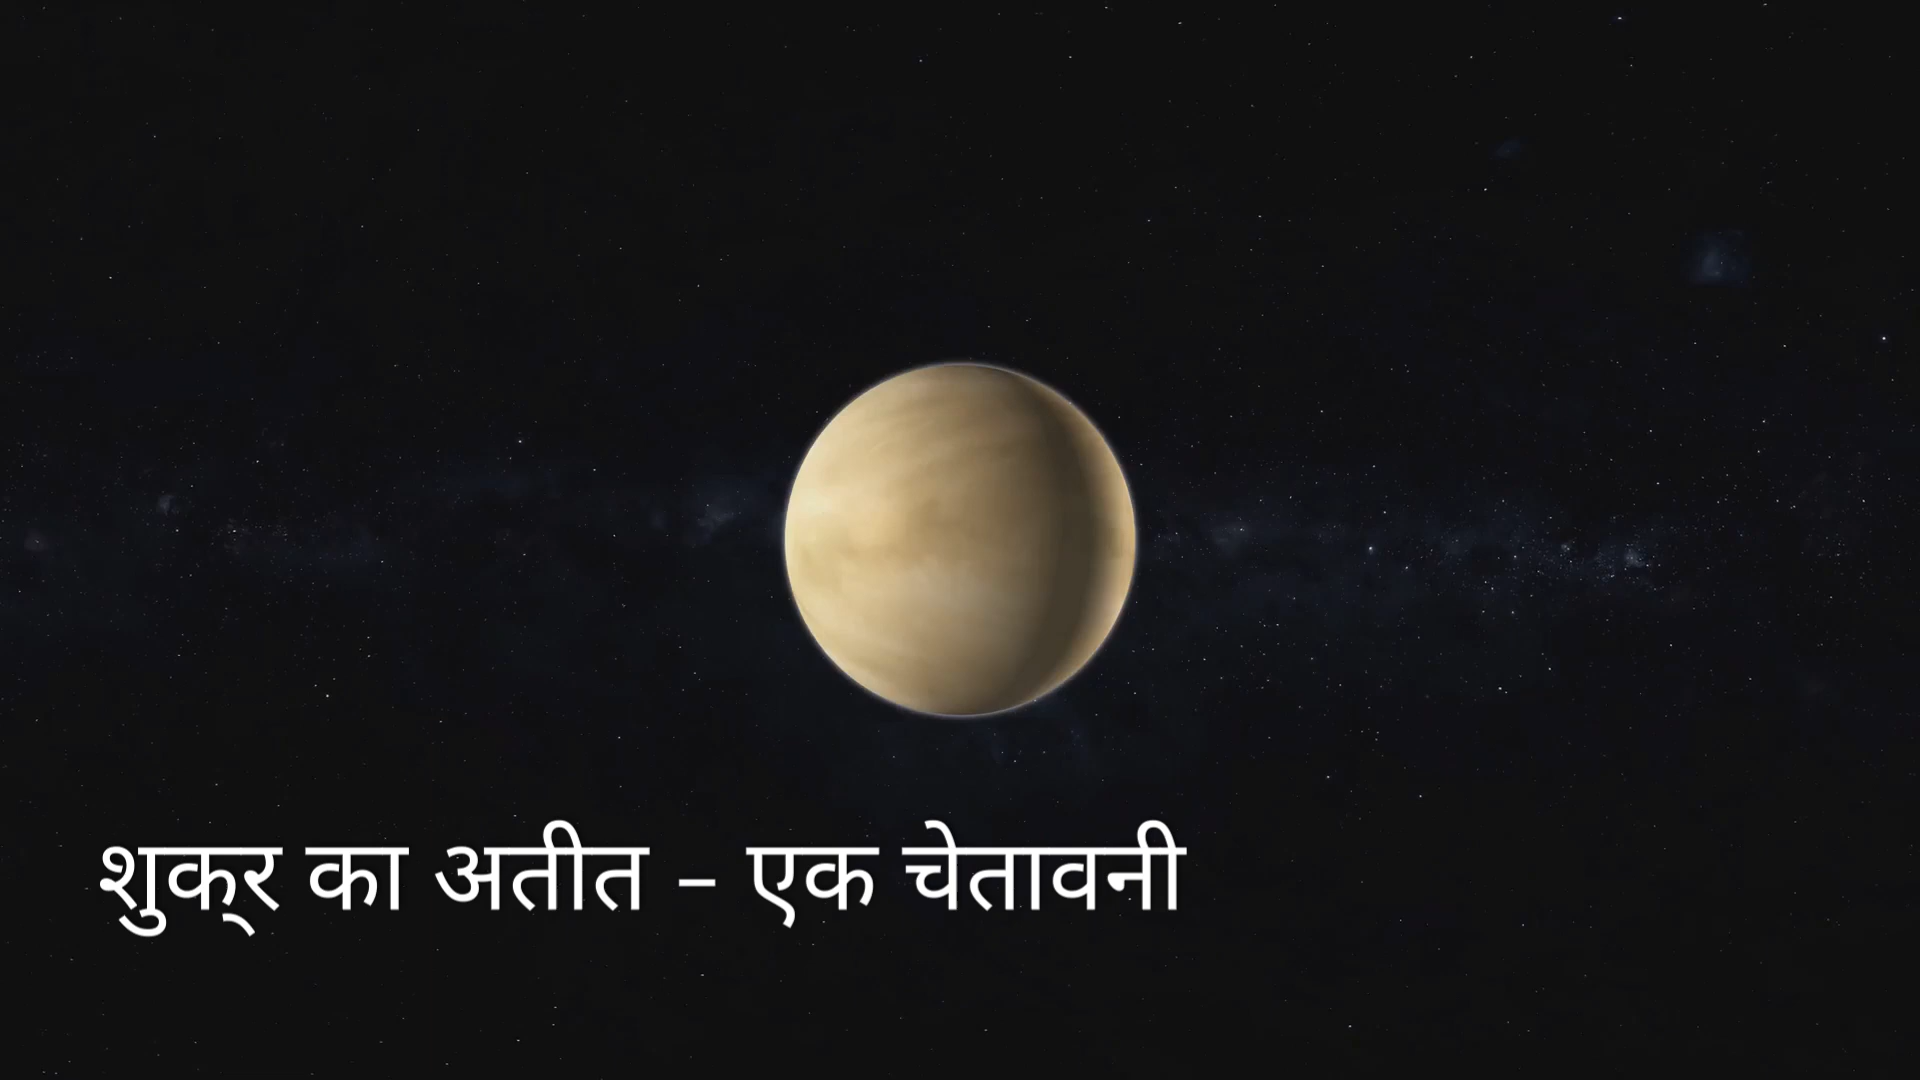 शुक्र का अतीत – एक चेतावनी